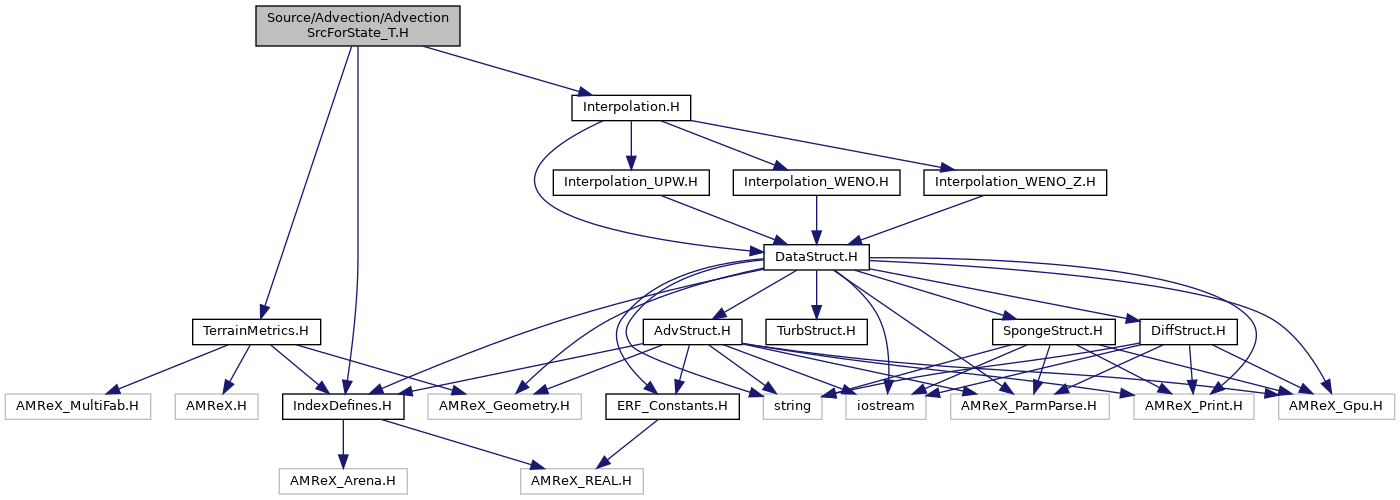 Source/Advection/Advection
SrcForState_T.H
Interpolation.H
Interpolation_UPW.H
Interpolation_WENO.H
Interpolation_WENO_Z.H
DataStruct.H
TerrainMetrics.H
AdvStruct.H
TurbStruct.H
SpongeStruct.H
DiffStruct.H
AMReX_MultiFab.H
AMReX.H
IndexDefines.H
AMReX_Geometry.H
ERF_Constants.H
string
iostream
AMReX_ParmParse.H
AMReX_Print.H
AMReX_Gpu.H
AMReX_Arena.H
AMReX_REAL.H